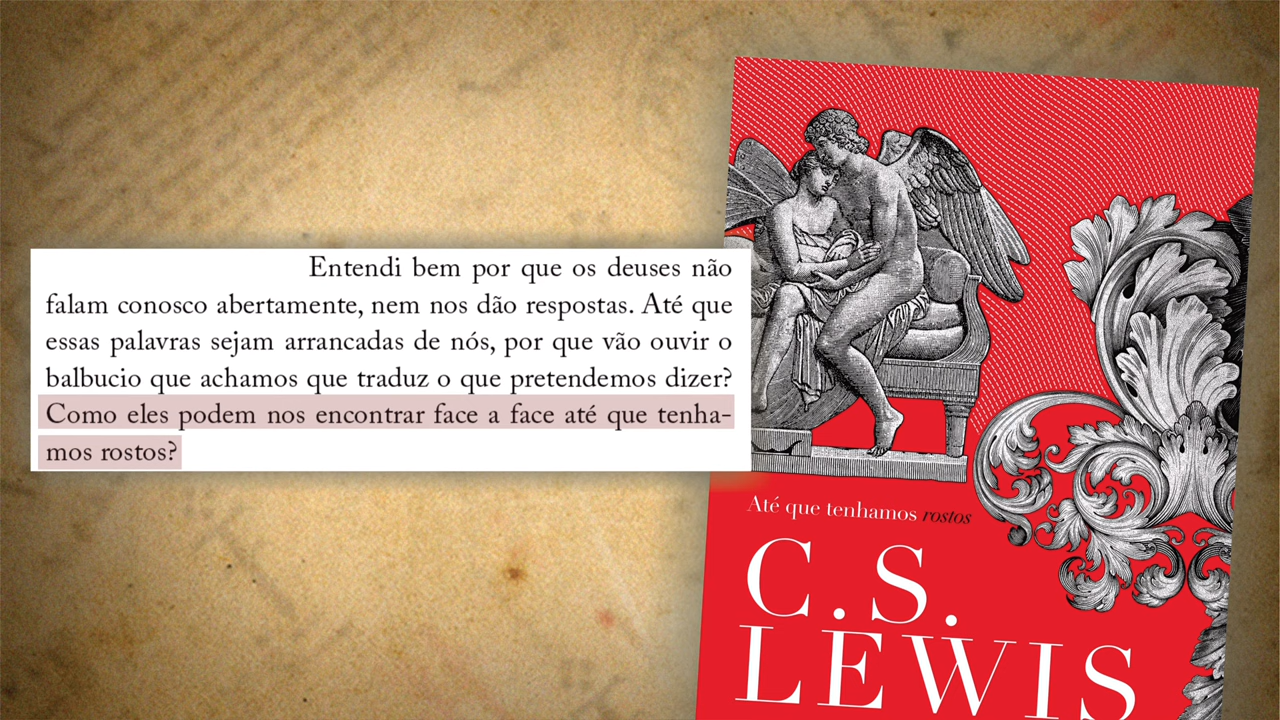 Entendi bem por que os deuses não
falam conosco abertamente, nem nos dão respostas. Até que
essas palavras sejam arrancadas de nós, por que vão ouvir o
balbucio que achamos que traduz o que pretendemos dizer?
Como eles podem nos encontrar face a face até que tenha-
mos rostos?
Até que tenhamos rostos
C.S.
LEWIS